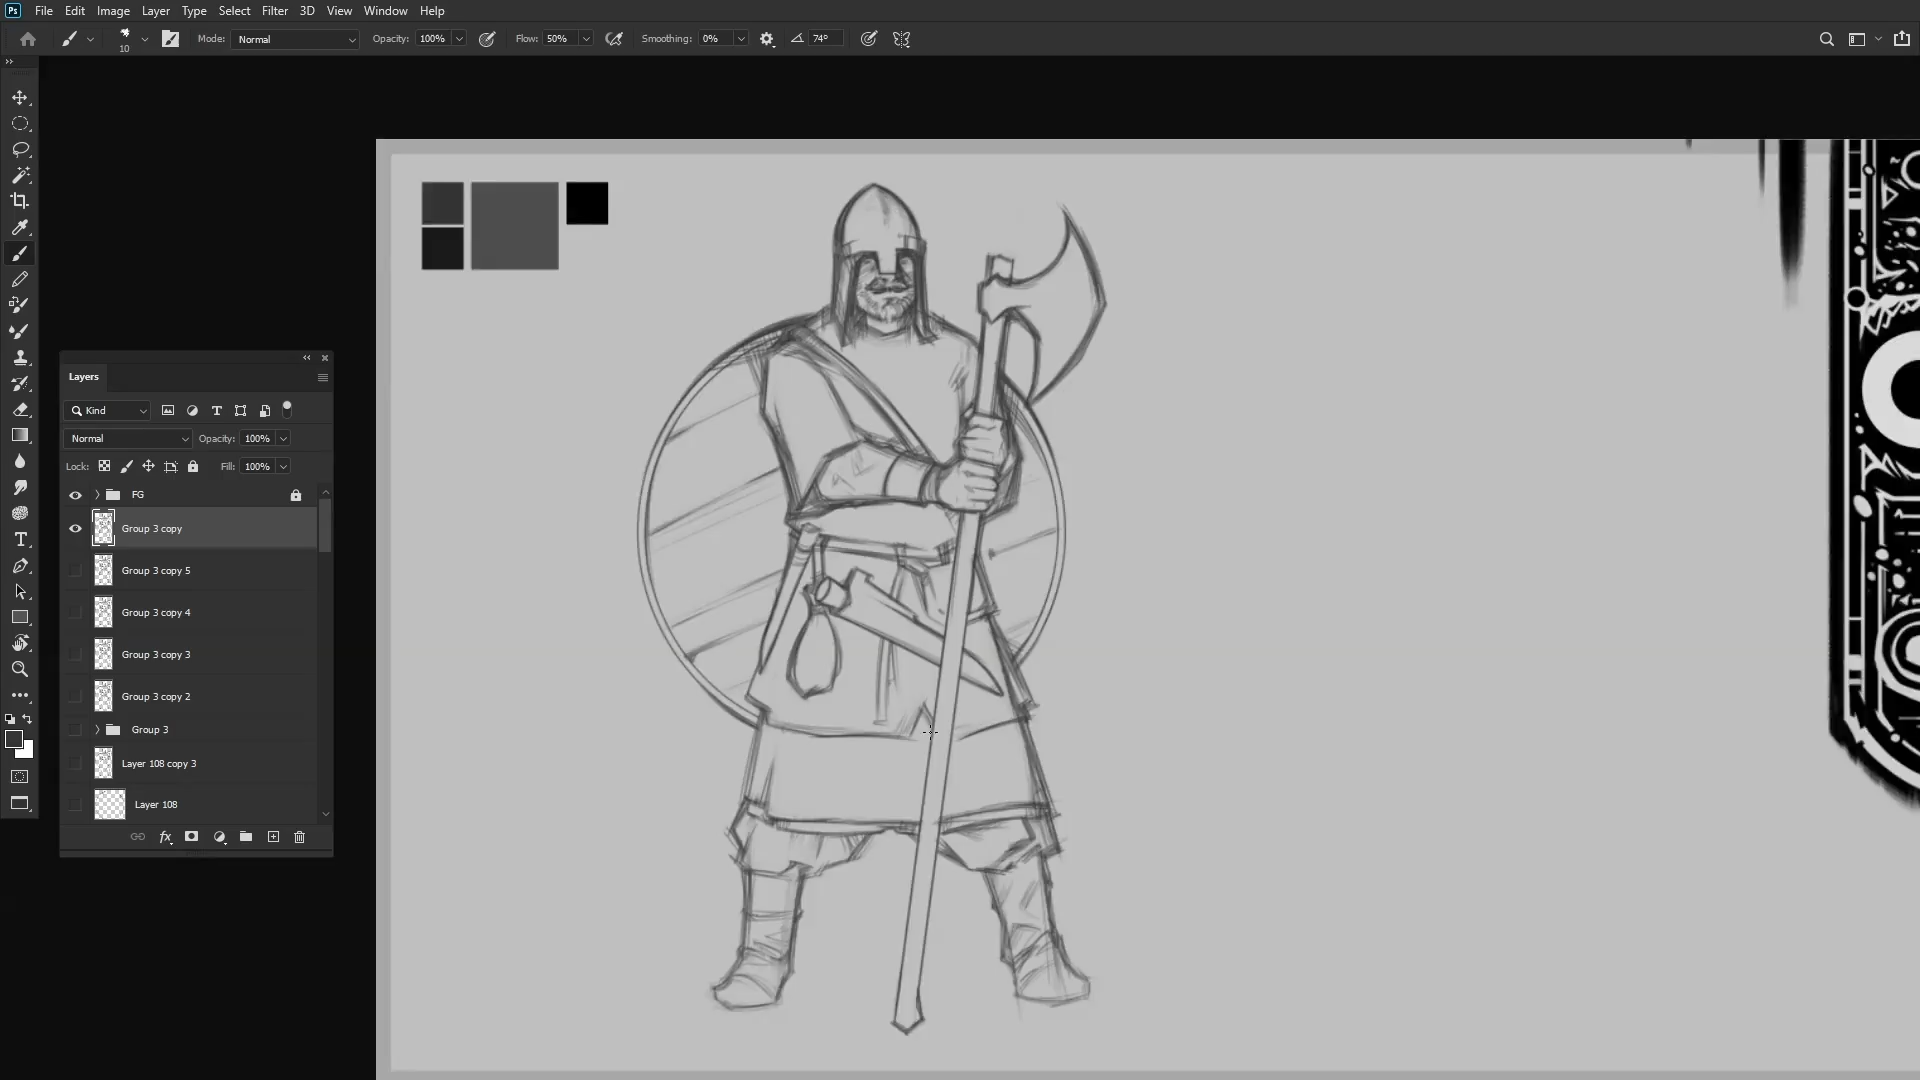 Ps File Edit Image Layer Type Select Filter 3D View Window Help
10 Mode: Normal Opacity: 100% Flow: 50% Smoothing: 0% 74°
Layers
Kind
Normal Opacity: 100%
Lock: Fill: 100%
FG
Group 3 copy
Group 3 copy 5
Group 3 copy 4
Group 3 copy 3
Group 3 copy 2
Group 3
Layer 108 copy 3
Layer 108
fx